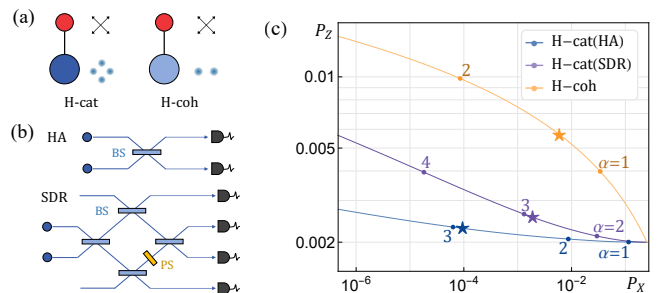 (a)
H-cat
H-coh
(b)
HA
BS
SDR
BS
PS
(c)
P_Z
H−cat(HA)
H−cat(SDR)
H−coh
0.01
0.005
0.002
2
α=1
4
3
α=2
3
2
α=1
10⁻⁶
10⁻⁴
10⁻²
P_X